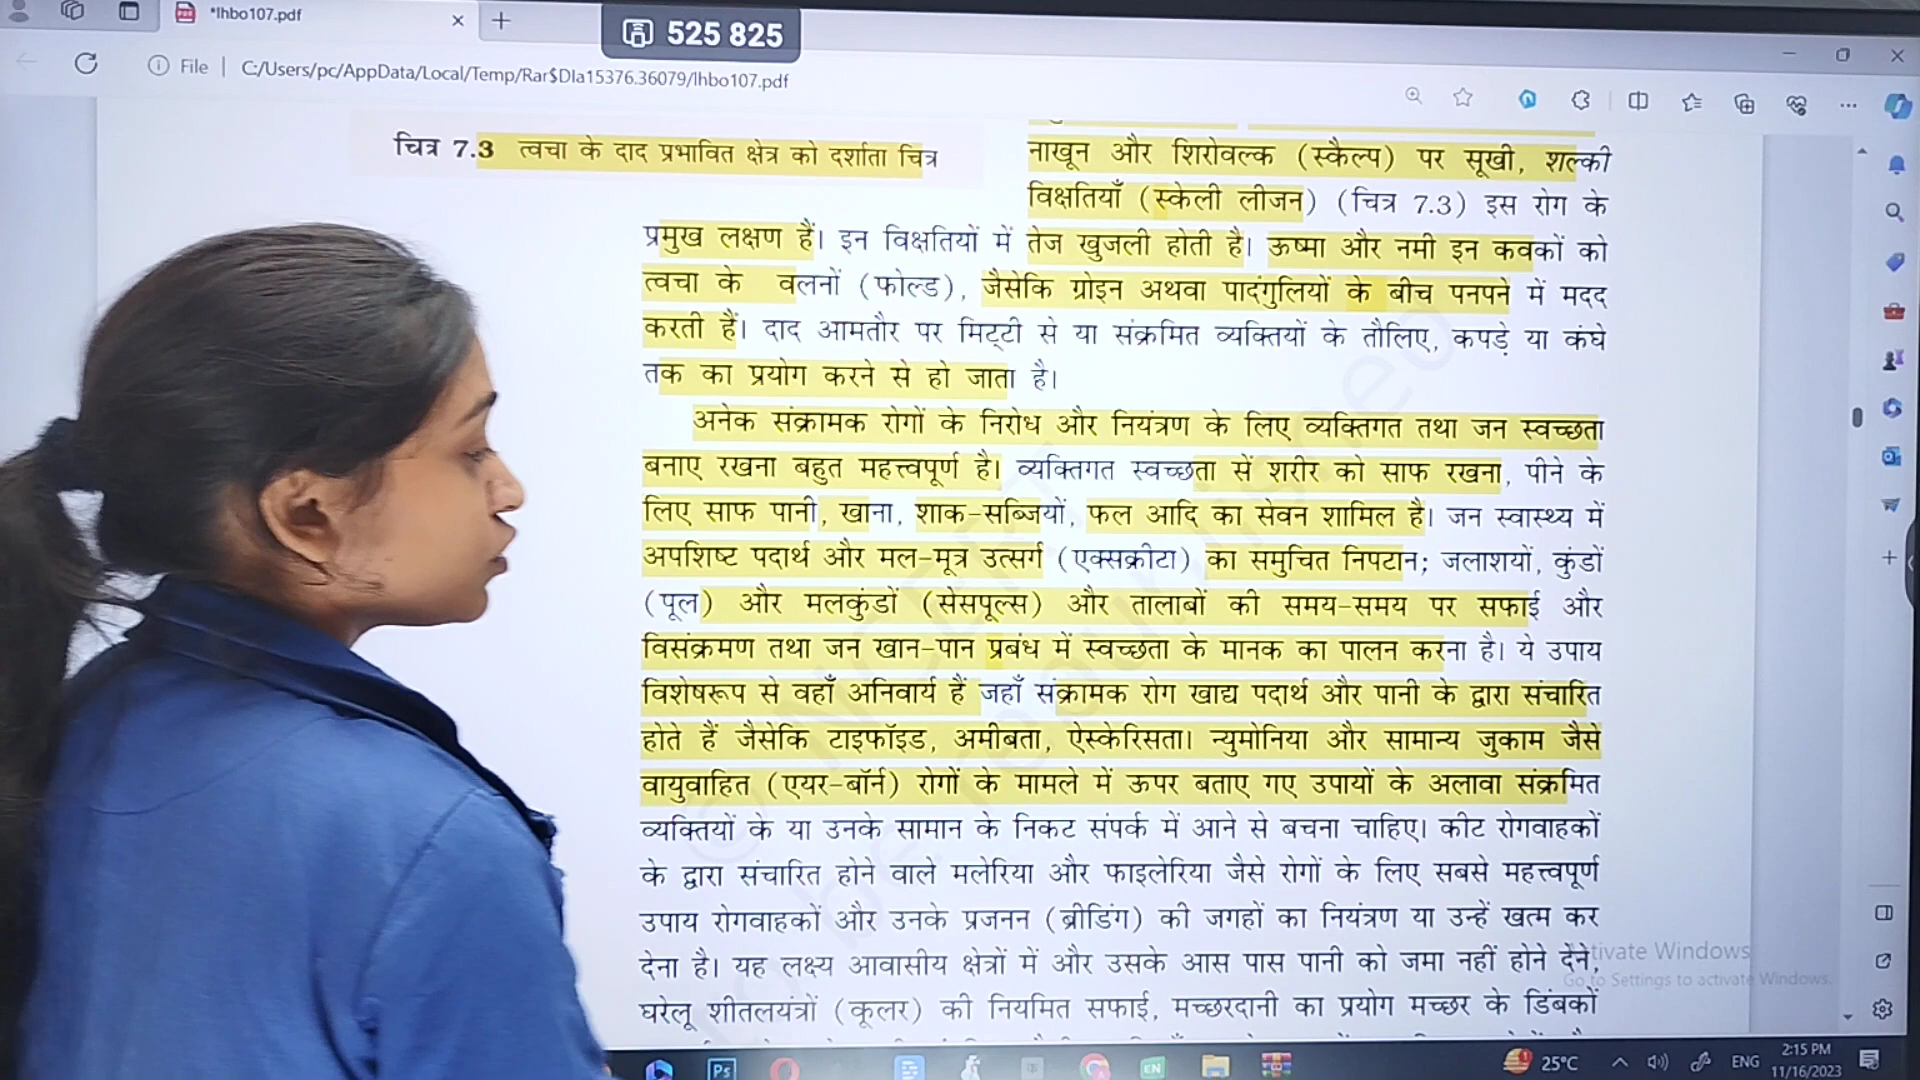 *lhbo107.pdf
525 825
File | C:/Users/pc/AppData/Local/Temp/Rar$DIa15376.36079/lhbo107.pdf
चित्र 7.3 त्वचा के दाद प्रभावित क्षेत्र को दर्शाता चित्र
नाखून और शिरोवल्क (स्कैल्प) पर सूखी, शल्की
विक्षतियाँ (स्केली लीजन) (चित्र 7.3) इस रोग के
प्रमुख लक्षण हैं। इन विक्षतियों में तेज खुजली होती है। ऊष्मा और नमी इन कवकों को
त्वचा के वलनों (फोल्ड), जैसेकि ग्रोइन अथवा पादंगुलियों के बीच पनपने में मदद
करती हैं। दाद आमतौर पर मिट्टी से या संक्रमित व्यक्तियों के तौलिए, कपड़े या कंघे
तक का प्रयोग करने से हो जाता है।
अनेक संक्रामक रोगों के निरोध और नियंत्रण के लिए व्यक्तिगत तथा जन स्वच्छता
बनाए रखना बहुत महत्त्वपूर्ण है। व्यक्तिगत स्वच्छता सें शरीर को साफ रखना, पीने के
लिए साफ पानी, खाना, शाक-सब्जियों, फल आदि का सेवन शामिल है। जन स्वास्थ्य में
अपशिष्ट पदार्थ और मल-मूत्र उत्सर्ग (एक्सक्रीटा) का समुचित निपटान; जलाशयों, कुंडों
(पूल) और मलकुंडों (सेसपूल्स) और तालाबों की समय-समय पर सफाई और
विसंक्रमण तथा जन खान-पान प्रबंध में स्वच्छता के मानक का पालन करना है। ये उपाय
विशेषरूप से वहाँ अनिवार्य हैं जहाँ संक्रामक रोग खाद्य पदार्थ और पानी के द्वारा संचारित
होते हैं जैसेकि टाइफॉइड, अमीबता, ऐस्केरिसता। न्युमोनिया और सामान्य जुकाम जैसे
वायुवाहित (एयर-बॉर्न) रोगों के मामले में ऊपर बताए गए उपायों के अलावा संक्रमित
व्यक्तियों के या उनके सामान के निकट संपर्क में आने से बचना चाहिए। कीट रोगवाहकों
के द्वारा संचारित होने वाले मलेरिया और फाइलेरिया जैसे रोगों के लिए सबसे महत्त्वपूर्ण
उपाय रोगवाहकों और उनके प्रजनन (ब्रीडिंग) की जगहों का नियंत्रण या उन्हें खत्म कर
देना है। यह लक्ष्य आवासीय क्षेत्रों में और उसके आस पास पानी को जमा नहीं होने देने,
घरेलू शीतलयंत्रों (कूलर) की नियमित सफाई, मच्छरदानी का प्रयोग मच्छर के डिंबकों
tivate Windows
Go to Settings to activate Windows.
Ps
EN
25°C
ENG
2:15 PM
11/16/2023